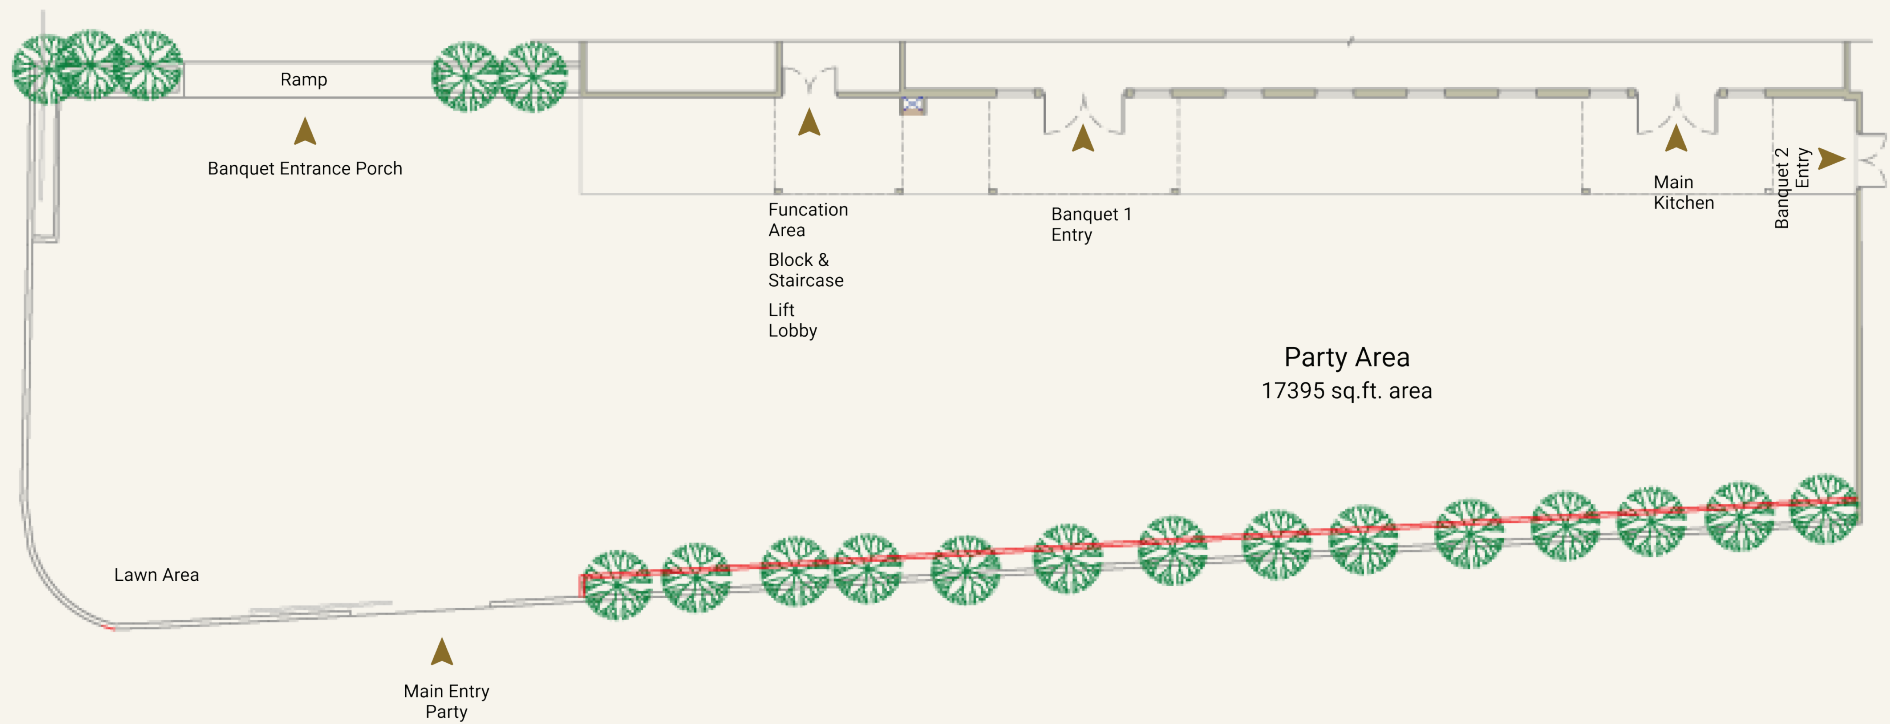 Ramp
Banquet Entrance Porch
Funcation
Area
Block &
Staircase
Lift
Lobby
Banquet 1
Entry
Main
Kitchen
Banquet 2
Entry
Party Area
17395 sq.ft. area
Lawn Area
Main Entry
Party